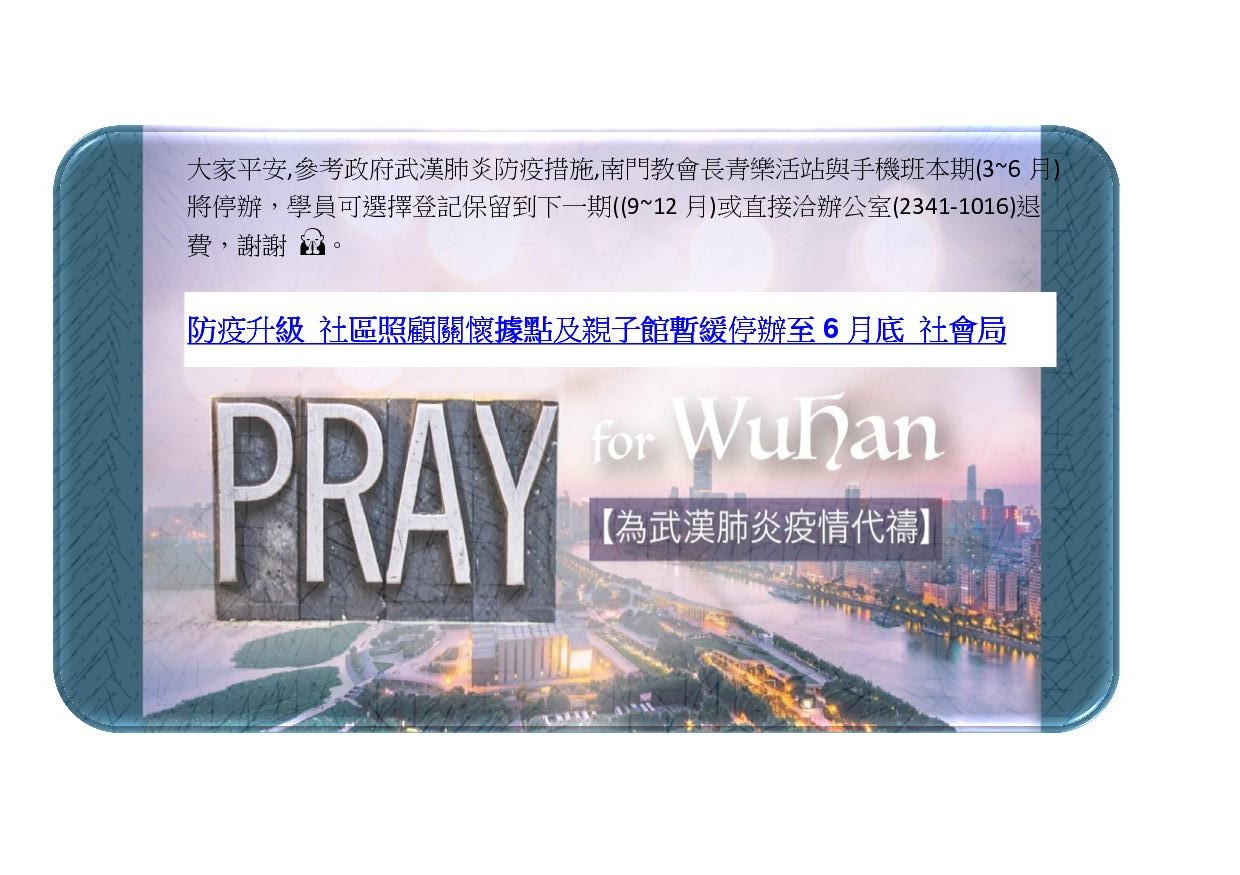 大家平安,參考政府武漢肺炎防疫措施,南門教會長青樂活站與手機班本期(3~6 月)
將停辦，學員可選擇登記保留到下一期((9~12 月)或直接洽辦公室(2341-1016)退
費，謝謝 。
防疫升級 社區照顧關懷據點及親子館暫緩停辦至 6 月底 社會局
PRAY for WuHan
【為武漢肺炎疫情代禱】